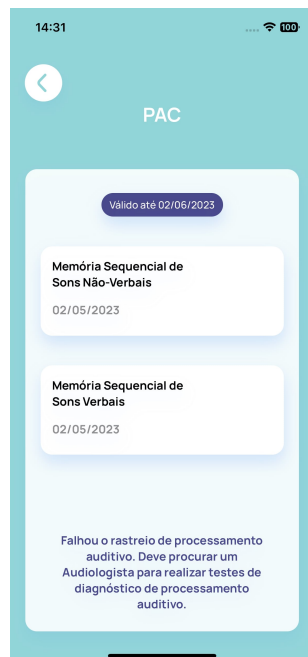 14:31
100
PAC
Válido até 02/06/2023
Memória Sequencial de
Sons Não-Verbais
02/05/2023
Memória Sequencial de
Sons Verbais
02/05/2023
Falhou o rastreio de processamento
auditivo. Deve procurar um
Audiologista para realizar testes de
diagnóstico de processamento
auditivo.